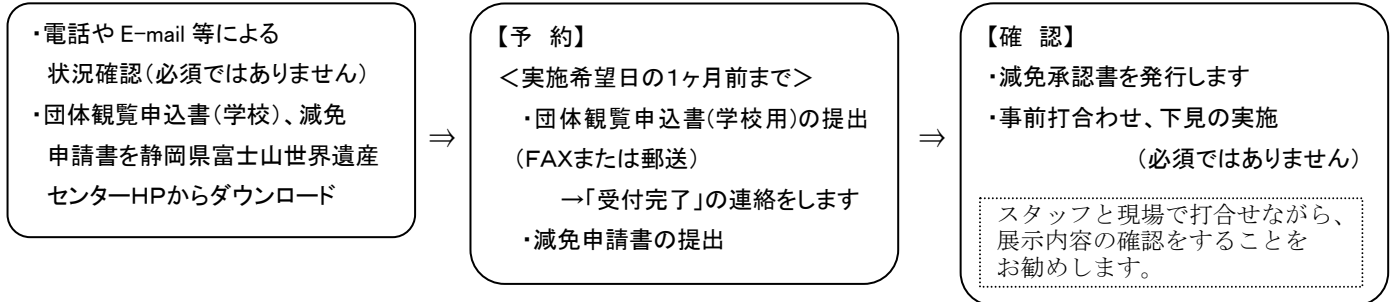 ・電話や E-mail 等による
状況確認（必須ではありません）
・団体観覧申込書（学校）、減免
申請書を静岡県富士山世界遺産
センターHPからダウンロード
⇒
【予 約】
＜実施希望日の1ヶ月前まで＞
・団体観覧申込書（学校用）の提出
（FAXまたは郵送）
→「受付完了」の連絡をします
・減免申請書の提出
⇒
【確 認】
・減免承認書を発行します
・事前打合わせ、下見の実施
（必須ではありません）
スタッフと現場で打合せながら、
展示内容の確認をすることを
お勧めします。